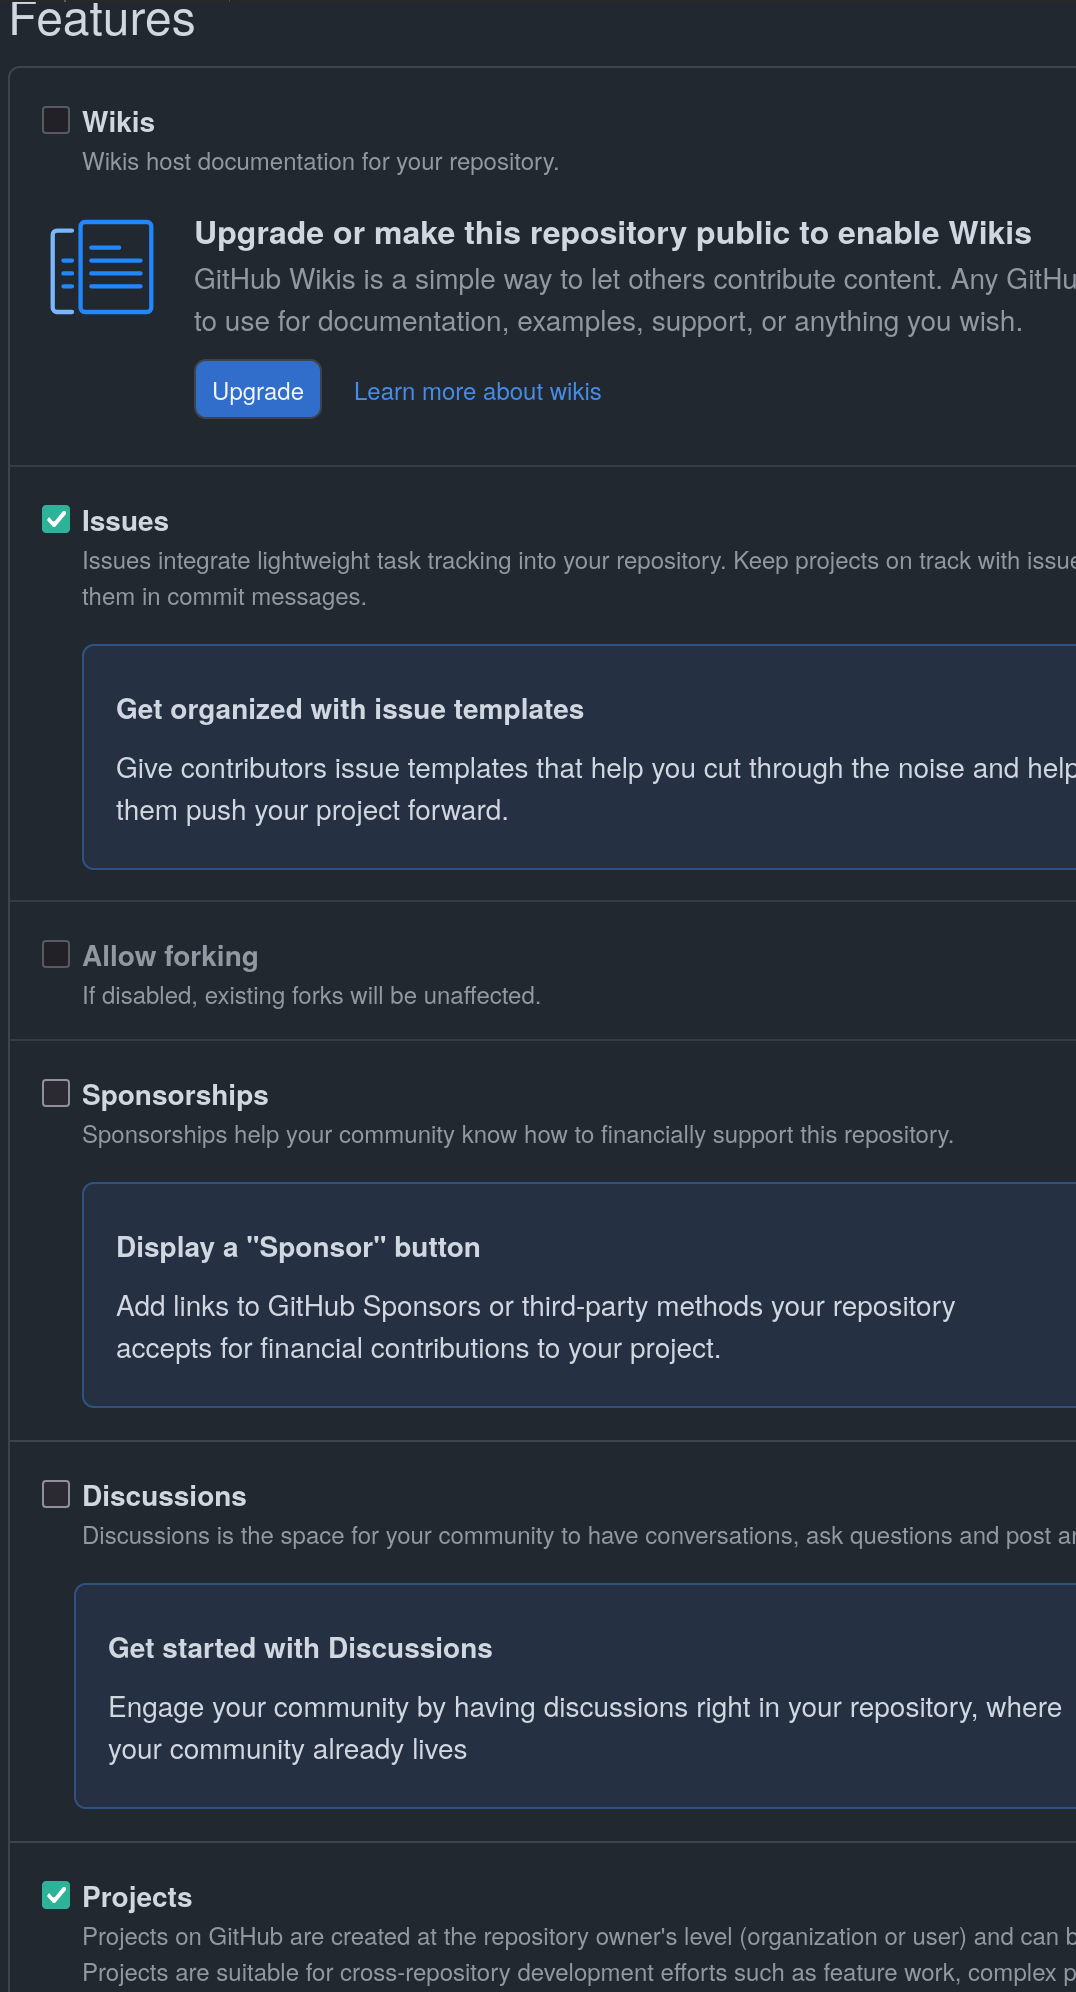 Features
Wikis
Wikis host documentation for your repository.
Upgrade or make this repository public to enable Wikis
GitHub Wikis is a simple way to let others contribute content. Any
to use for documentation, examples, support, or anything you wish.
Upgrade
Learn more about wikis
Issues
Issues integrate lightweight task tracking into your repository. Keep projects on track with
them in commit messages.
Get organized with issue templates
Give contributors issue templates that help you cut through the noise and help
them push your project forward.
Allow forking
If disabled, existing forks will be unaffected.
Sponsorships
Sponsorships help your community know how to financially support this repository.
Display a "Sponsor" button
Add links to GitHub Sponsors or third-party methods your repository
accepts for financial contributions to your project.
Discussions
Discussions is the space for your community to have conversations, ask questions and post
Get started with Discussions
Engage your community by having discussions right in your repository, where
your community already lives
Projects
Projects on GitHub are created at the repository owner's level (organization or user) and can
Projects are suitable for cross-repository development efforts such as feature work, complex